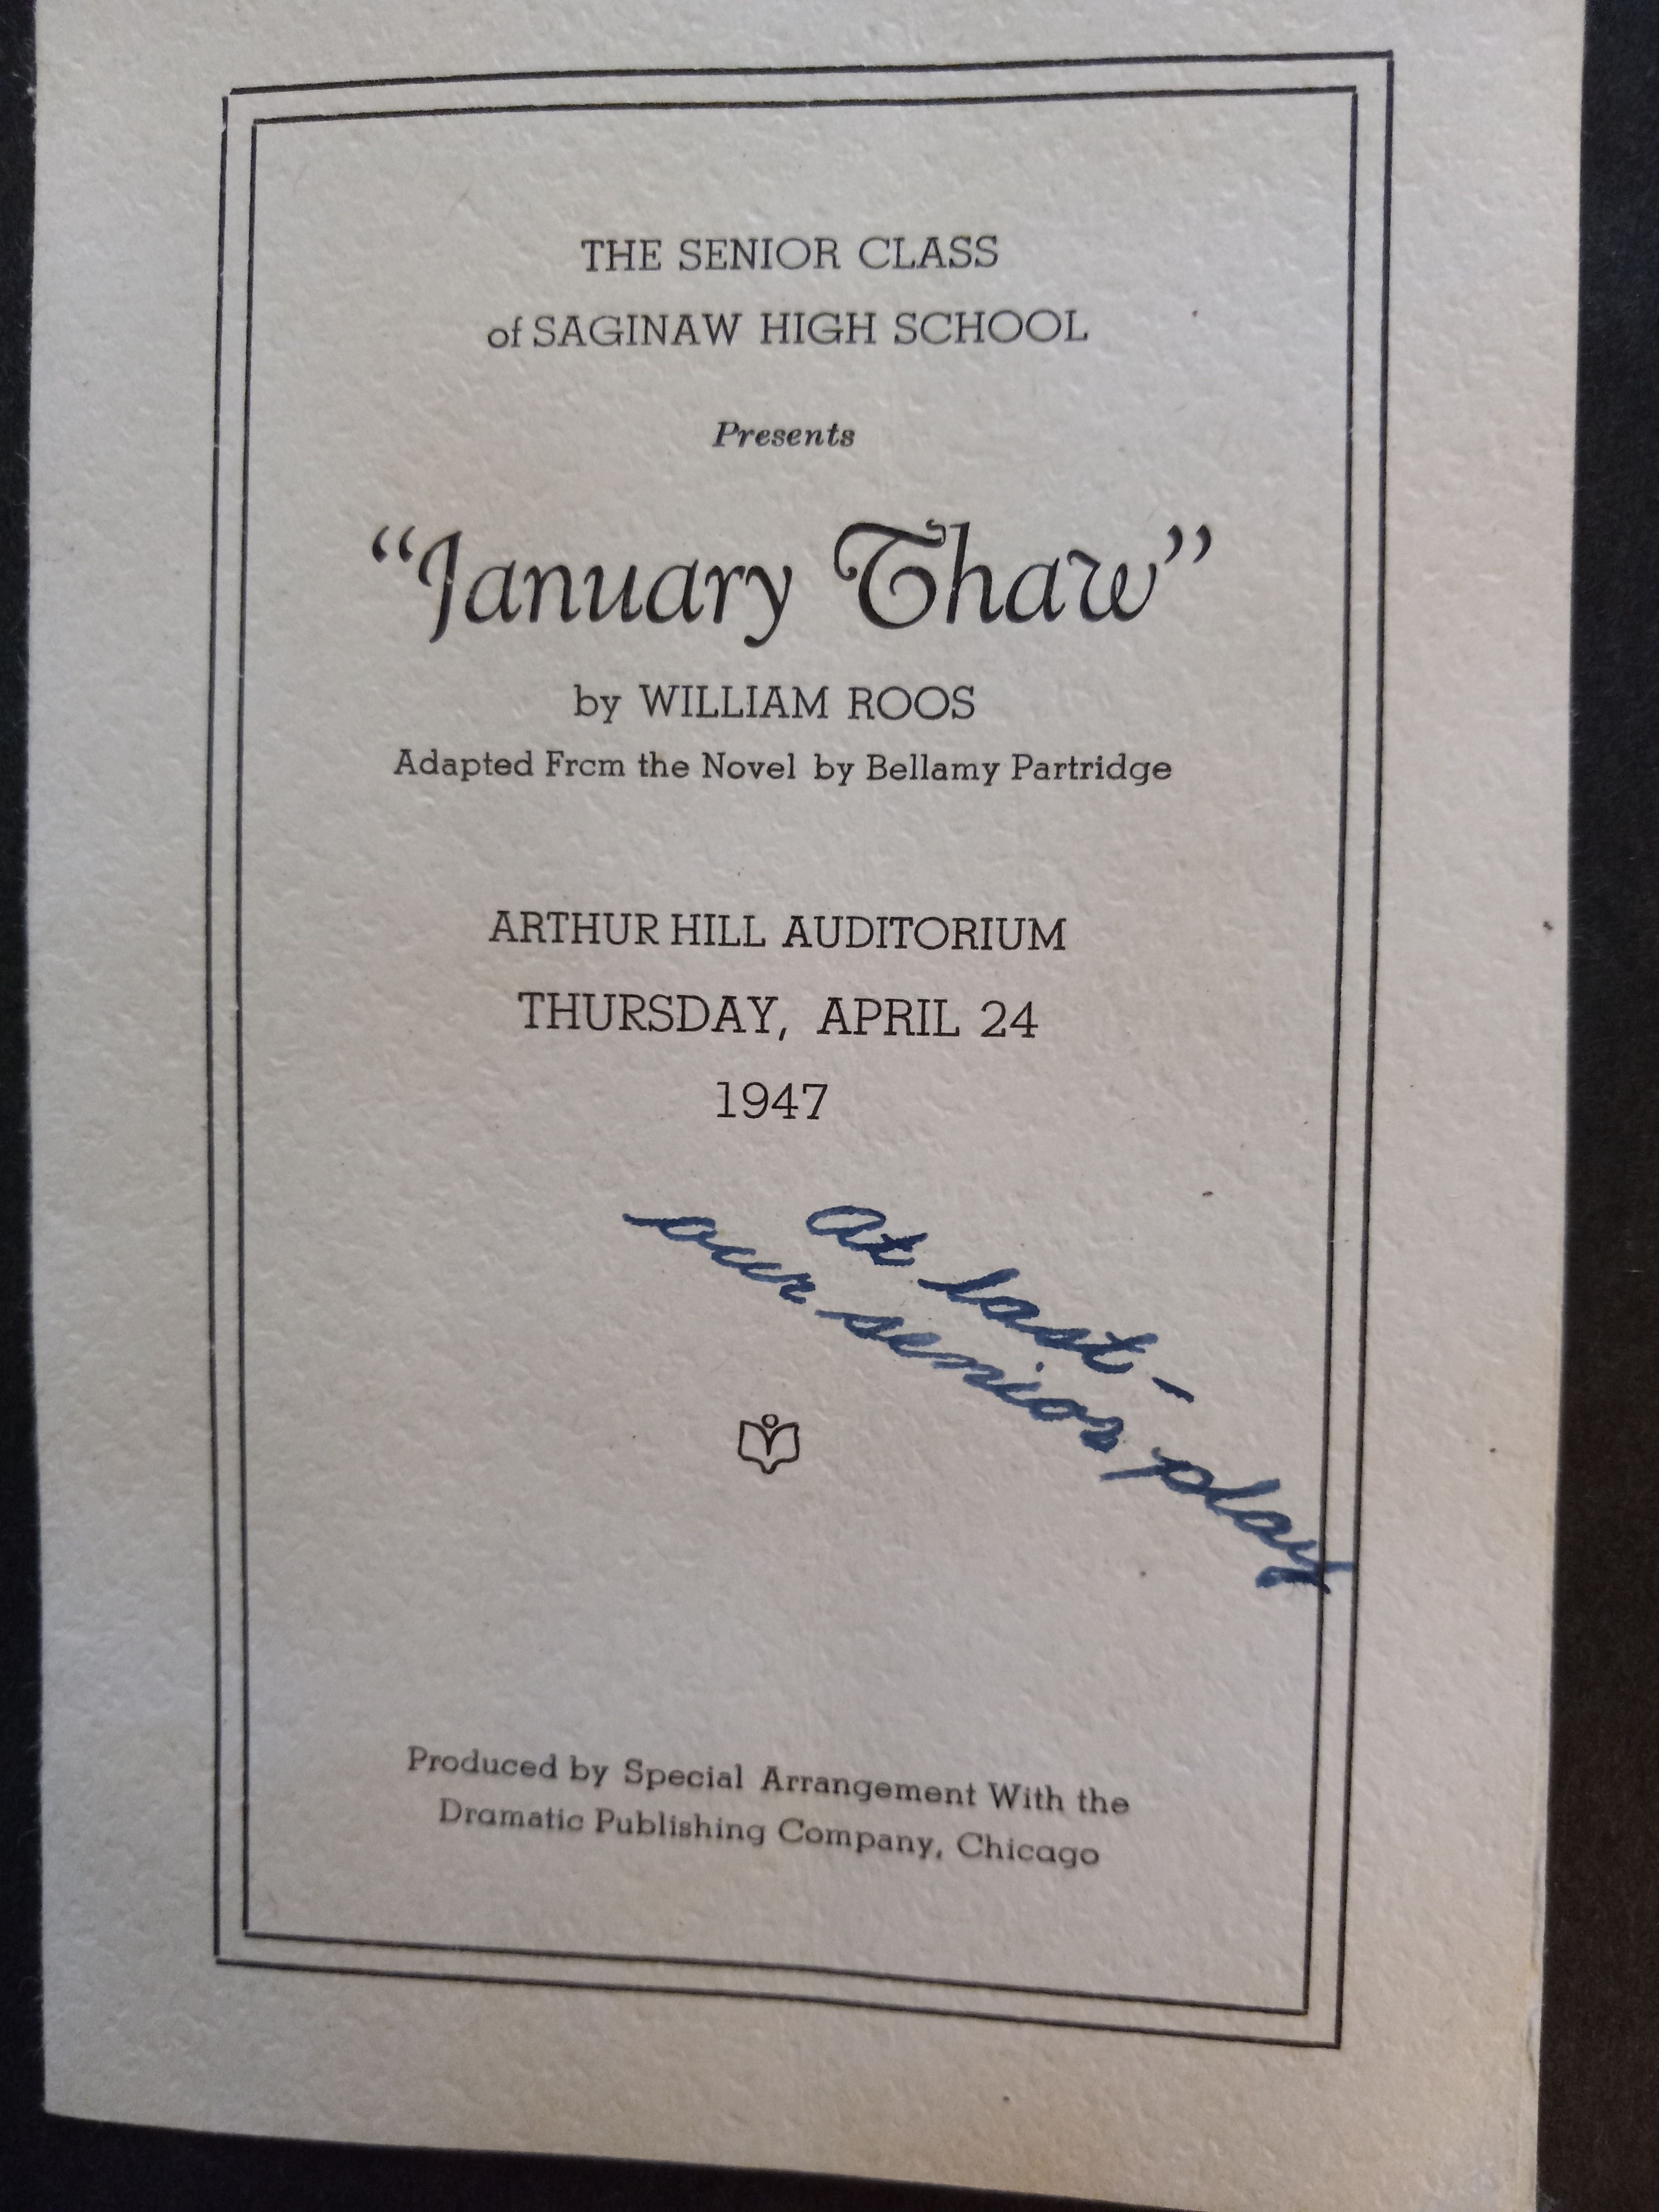 THE SENIOR CLASS
of SAGINAW HIGH SCHOOL
Presents
“January Thaw”
by WILLIAM ROOS
Adapted Frcm the Novel by Bellamy Partridge
ARTHUR HILL AUDITORIUM
THURSDAY, APRIL 24
1947
at last -
our senior play
Produced by Special Arrangement With the
Dramatic Publishing Company, Chicago